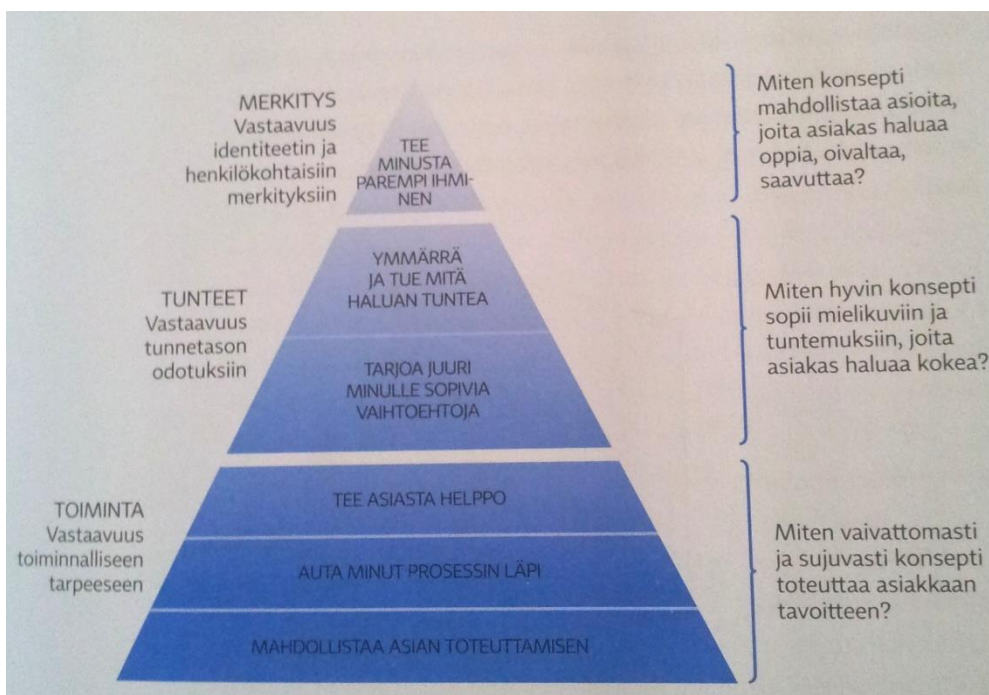 MERKITYS
Vastaavuus
identiteetin ja
henkilökohtaisiin
merkityksiin
TEE
MINUSTA
PAREMPI IHMI-
NEN
Miten konsepti
mahdollistaa asioita,
joita asiakas haluaa
oppia, oivaltaa,
saavuttaa?
TUNTEET
Vastaavuus
tunnetason
odotuksiin
YMMÄRRÄ
JA TUE MITÄ
HALUAN TUNTEA
TARJOA JUURI
MINULLE SOPIVIA
VAIHTOEHTOJA
Miten hyvin konsepti
sopii mielikuviin ja
tuntemuksiin, joita
asiakas haluaa kokea?
TOIMINTA
Vastaavuus
toiminnalliseen
tarpeeseen
TEE ASIASTA HELPPO
AUTA MINUT PROSESSIN LÄPI
MAHDOLLISTAA ASIAN TOTEUTTAMISEN
Miten vaivattomasti
ja sujuvasti konsepti
toteuttaa asiakkaan
tavoitteen?